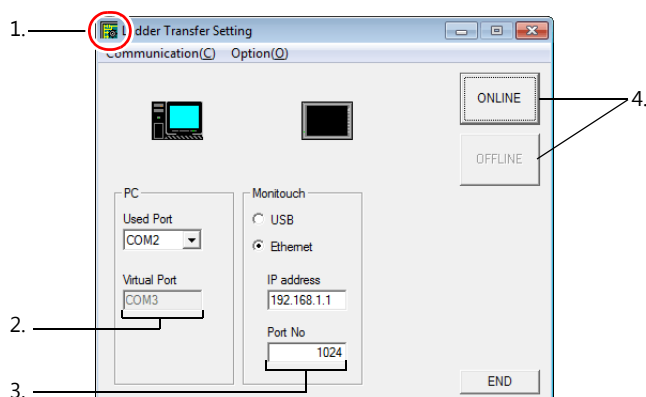 1.
Ladder Transfer Setting
Communication(C) Option(O)
ONLINE
4.
OFFLINE
PC
Used Port
COM2
Virtual Port
COM3
2.
Monitouch
USB
Ethernet
IP address
192.168.1.1
Port No
1024
3.
END